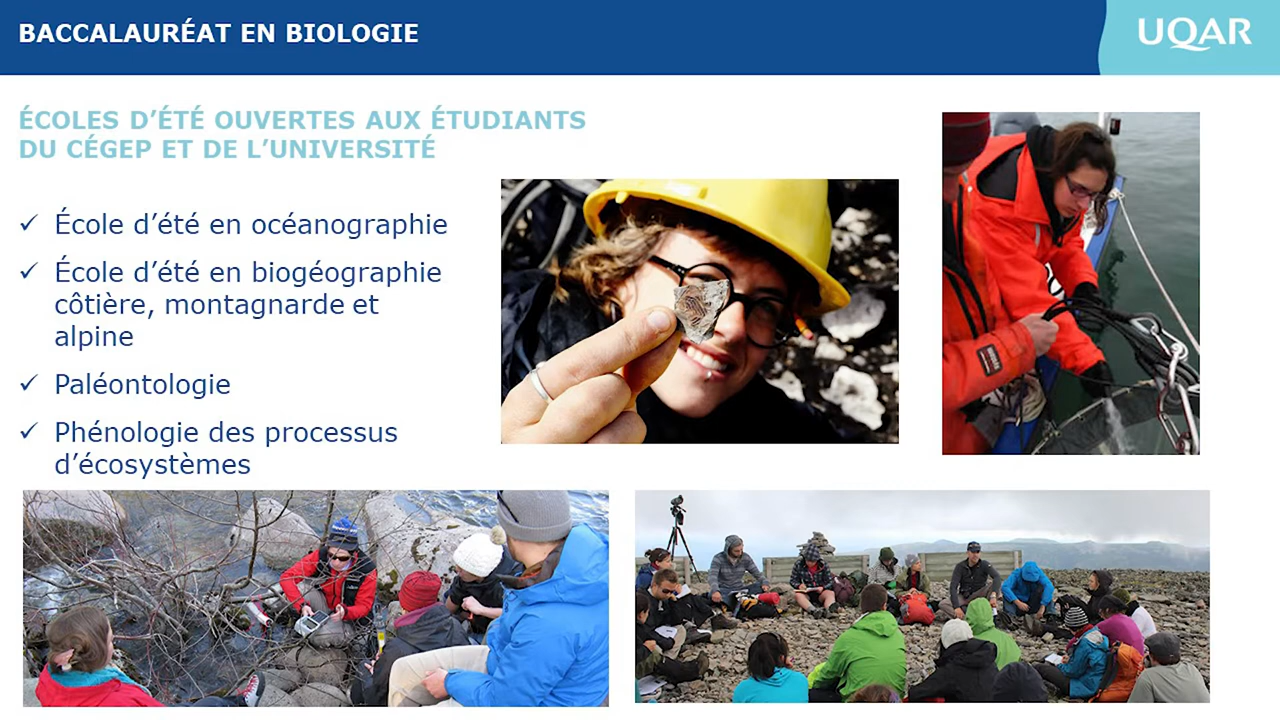 BACCALAURÉAT EN BIOLOGIE
UQAR
ÉCOLES D’ÉTÉ OUVERTES AUX ÉTUDIANTS
DU CÉGEP ET DE L’UNIVERSITÉ
✓ École d’été en océanographie
✓ École d’été en biogéographie
côtière, montagnarde et
alpine
✓ Paléontologie
✓ Phénologie des processus
d’écosystèmes